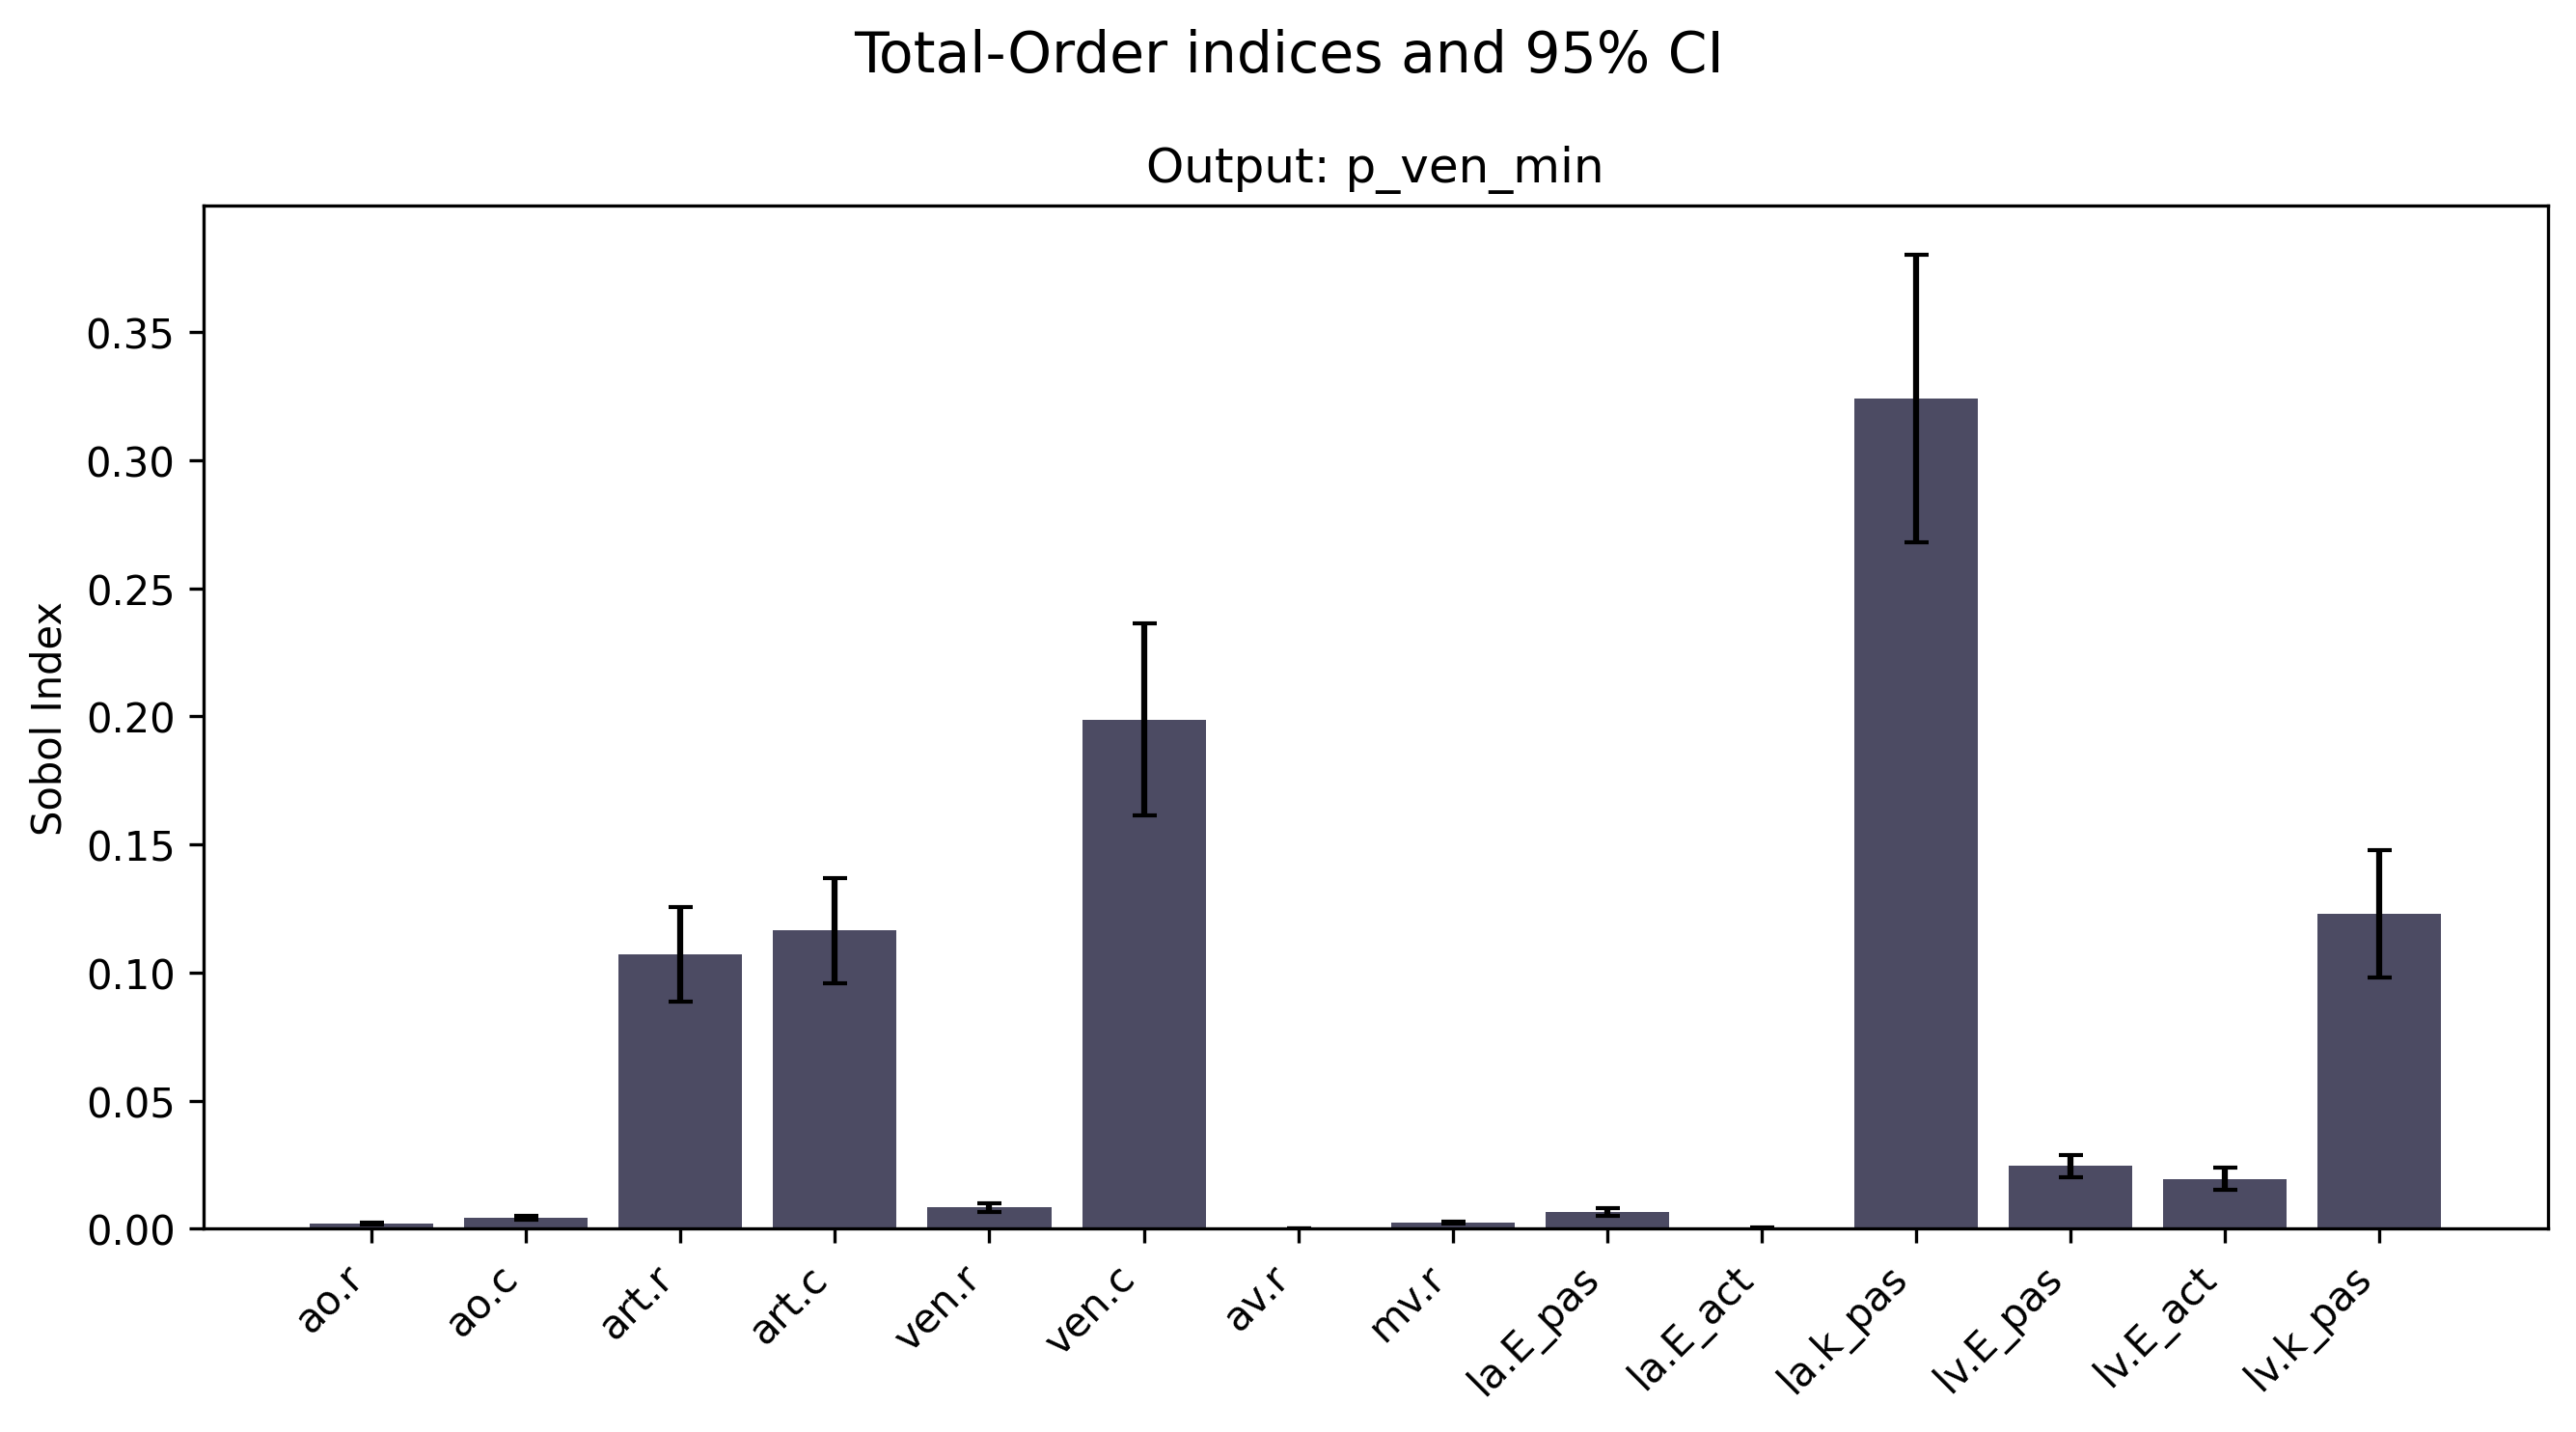 Total-Order indices and 95% CI
Output: p_ven_min
Sobol Index
0.35
0.30
0.25
0.20
0.15
0.10
0.05
0.00
ao.r
ao.c
art.r
art.c
ven.r
ven.c
av.r
mv.r
la.E_pas
la.E_act
la.k_pas
lv.E_pas
lv.E_act
lv.k_pas